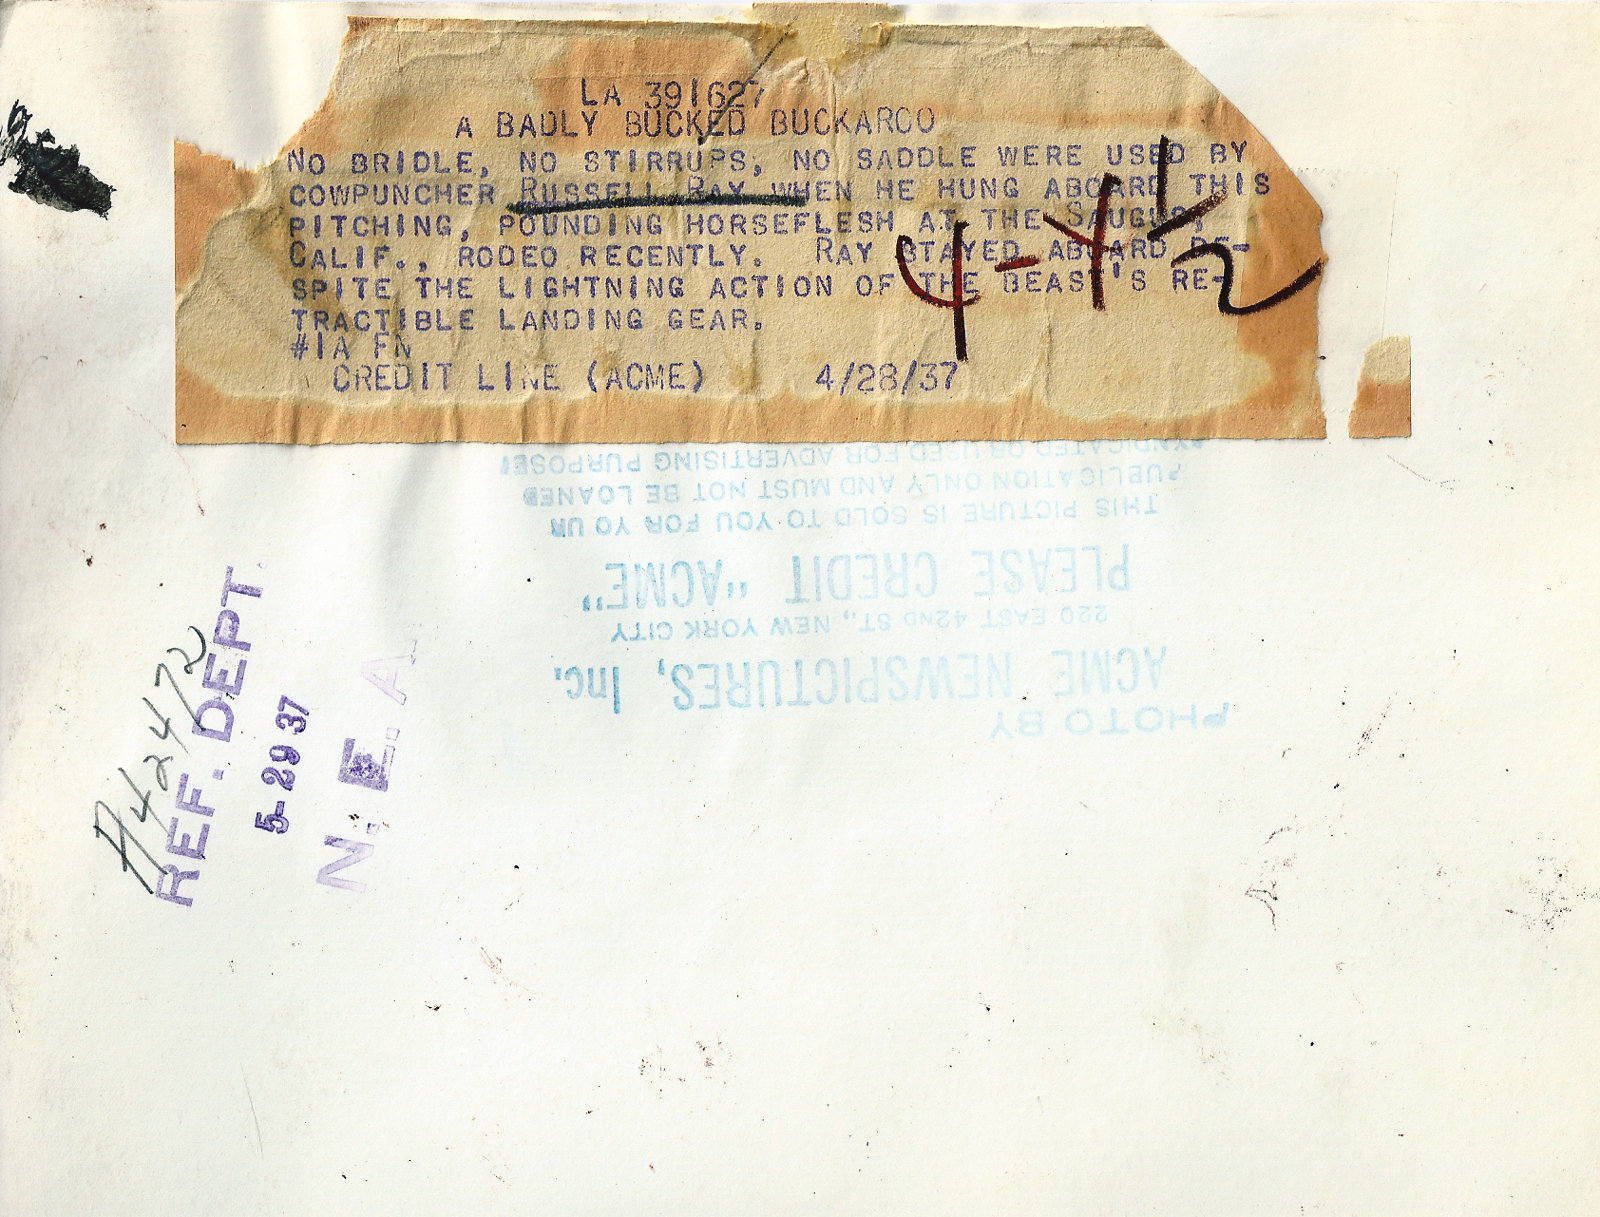 LA 391627
A BADLY BUCKED BUCKAROO
NO BRIDLE, NO STIRRUPS, NO SADDLE WERE USED BY
COWPUNCHER RUSSELL RAY WHEN HE HUNG ABOARD THIS
PITCHING, POUNDING HORSEFLESH AT THE SAUGUS,
CALIF., RODEO RECENTLY. RAY STAYED ABOARD DE-
SPITE THE LIGHTNING ACTION OF THE BEAST'S RE-
TRACTIBLE LANDING GEAR.
#1A FN
CREDIT LINE (ACME) 4/28/37
4-4½
PHOTO BY
ACME NEWSPICTURES, Inc.
220 EAST 42ND ST., NEW YORK CITY
PLEASE CREDIT "ACME"
THIS PICTURE IS SOLD TO YOU FOR YOUR
PUBLICATION ONLY AND MUST NOT BE LOANED
SYNDICATED OR USED FOR ADVERTISING PURPOSES
REF. DEPT
5-29 37
N. E. A